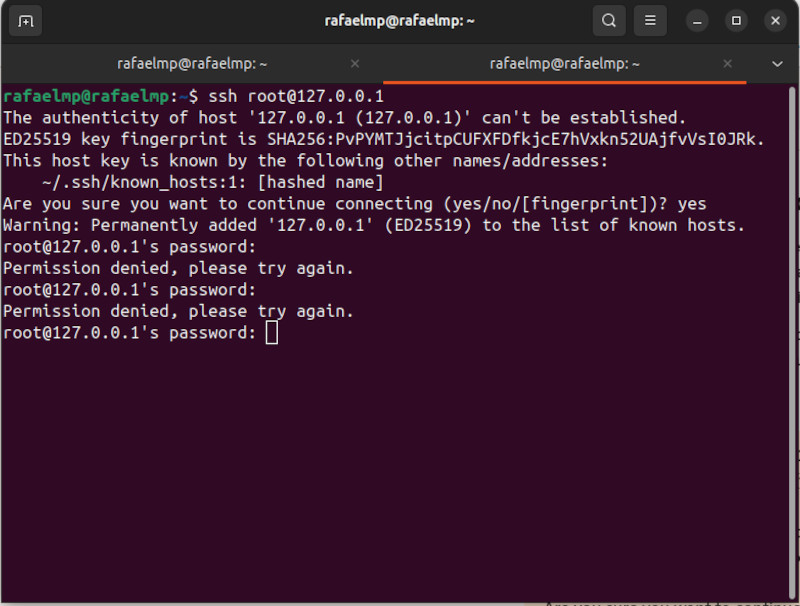 rafaelmp@rafaelmp: ~
rafaelmp@rafaelmp: ~
rafaelmp@rafaelmp: ~
rafaelmp@rafaelmp:~$ ssh root@127.0.0.1
The authenticity of host '127.0.0.1 (127.0.0.1)' can't be established.
ED25519 key fingerprint is SHA256:PvPYMTJjcitpCUFXFDfkjcE7hVxkn52UAjfvVsI0JRk.
This host key is known by the following other names/addresses:
    ~/.ssh/known_hosts:1: [hashed name]
Are you sure you want to continue connecting (yes/no/[fingerprint])? yes
Warning: Permanently added '127.0.0.1' (ED25519) to the list of known hosts.
root@127.0.0.1's password:
Permission denied, please try again.
root@127.0.0.1's password:
Permission denied, please try again.
root@127.0.0.1's password: